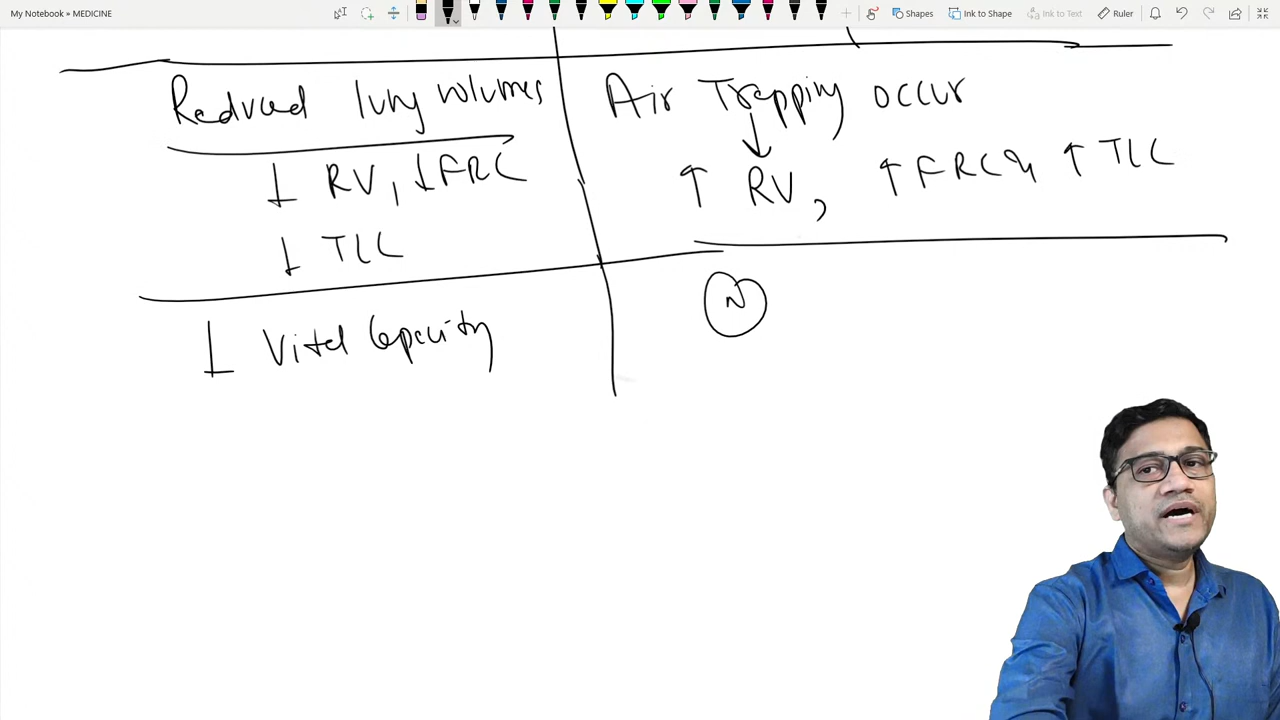 My Notebook » MEDICINE
Shapes
Ink to Shape
Ink to Text
Ruler
Reduced lung volumes
↓ RV, ↓ FRC
↓ TLC
↓ Vital Capacity
Air Trapping occur
↓
↑ RV, ↑ FRC & ↑ TLC
N